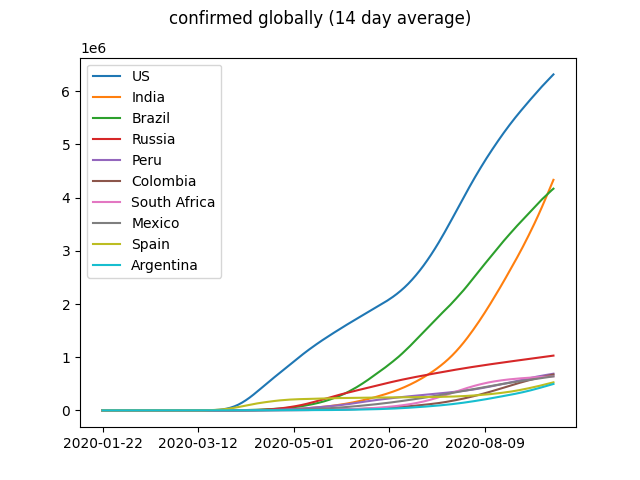 confirmed globally (14 day average)
1e6
US
India
Brazil
Russia
Peru
Colombia
South Africa
Mexico
Spain
Argentina
6
5
4
3
2
1
0
2020-01-22 2020-03-12 2020-05-01 2020-06-20 2020-08-09